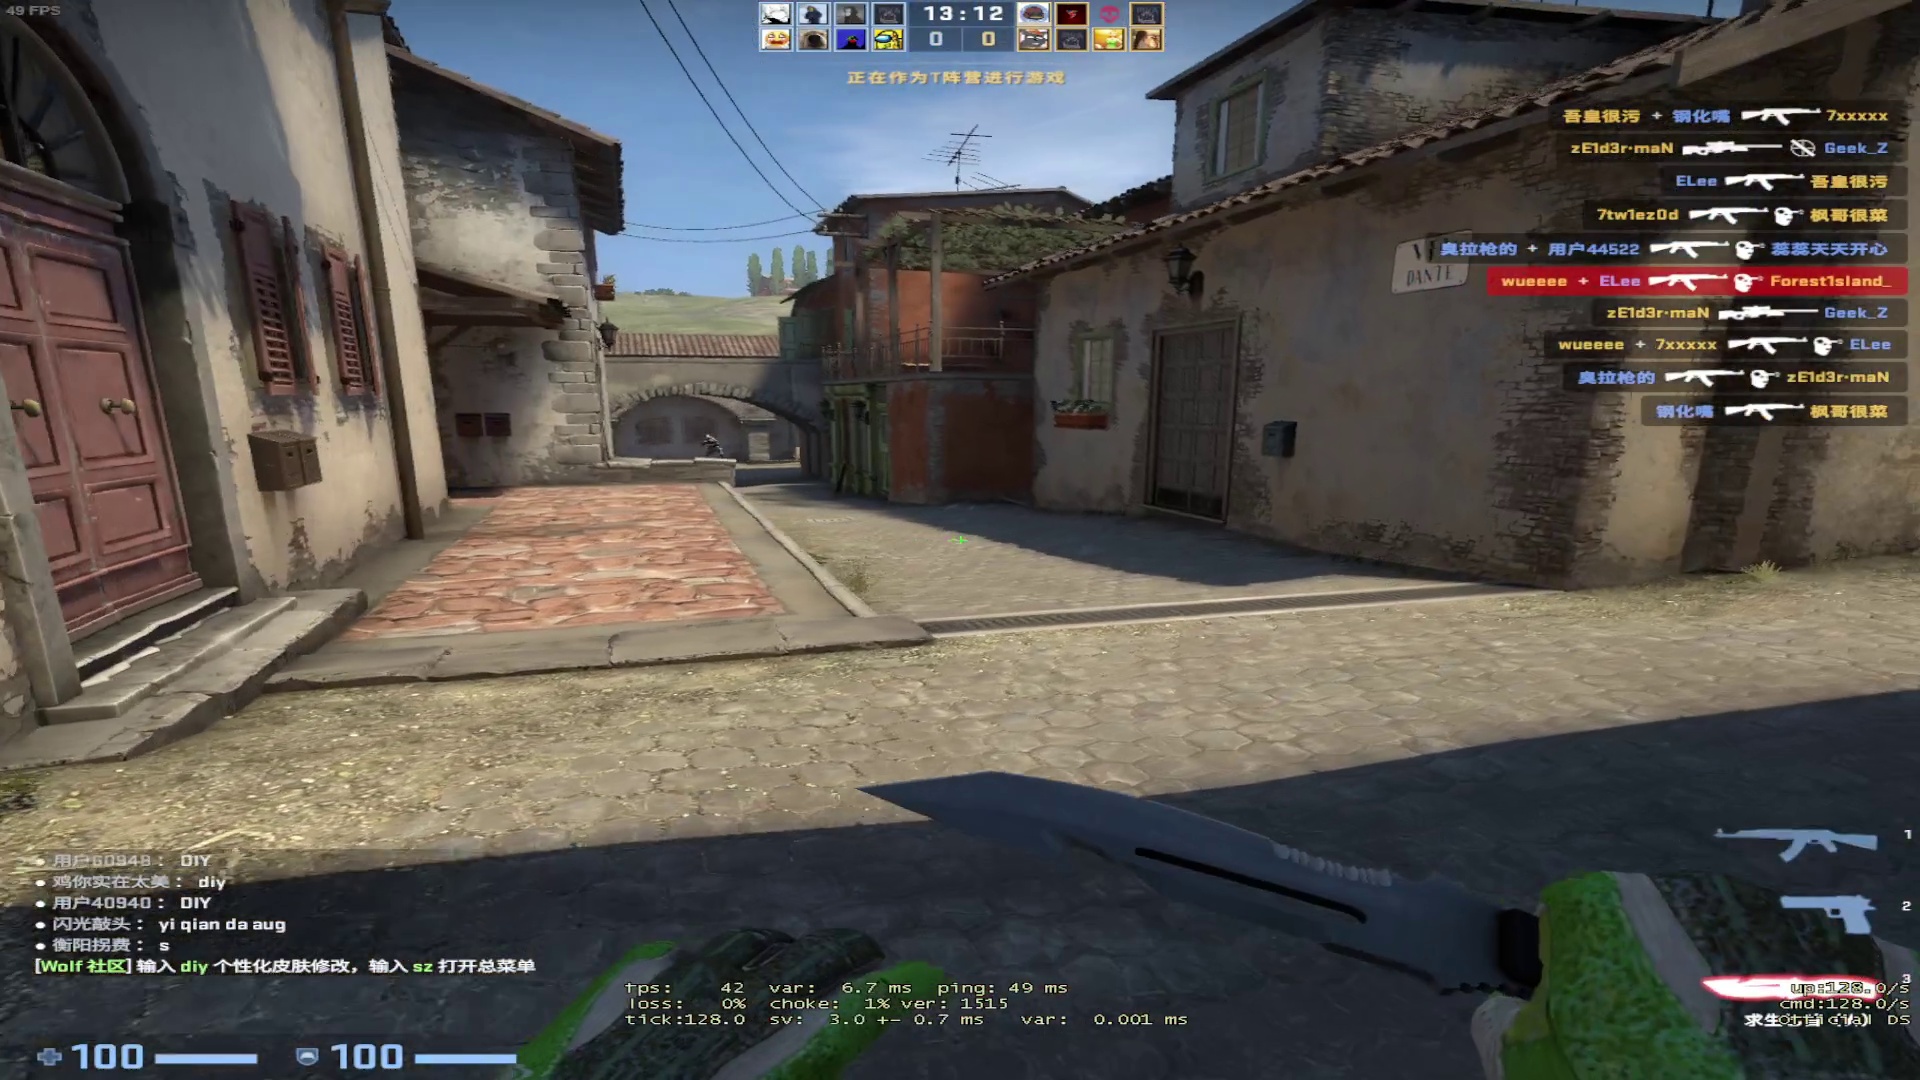 49 FPS
13:12
0 0
正在作为T阵营进行游戏
吾皇很污 + 钢化嘴 7xxxxx
zE1d3r·maN Geek_Z
ELee 吾皇很污
7tw1ez0d 枫哥很菜
奥拉枪的 + 用户44522 蕊蕊天天开心
wueeee + ELee Forest1sland_
zE1d3r·maN Geek_Z
wueeee + 7xxxxx ELee
奥拉枪的 zE1d3r·maN
钢化嘴 枫哥很菜
DANTE
1
2
3
● 用户60948： DIY
● 鸡你实在太美： diy
● 用户40940： DIY
● 闪光敲头： yi qian da aug
● 衡阳拐费： s
[Wolf 社区] 输入 diy 个性化皮肤修改，输入 sz 打开总菜单
fps: 42 var: 6.7 ms ping: 49 ms
loss: 0% choke: 1% ver: 1515
tick:128.0 sv: 3.0 +- 0.7 ms var: 0.001 ms
up:128.0/s
cmd:128.0/s
求生
DS
100 100